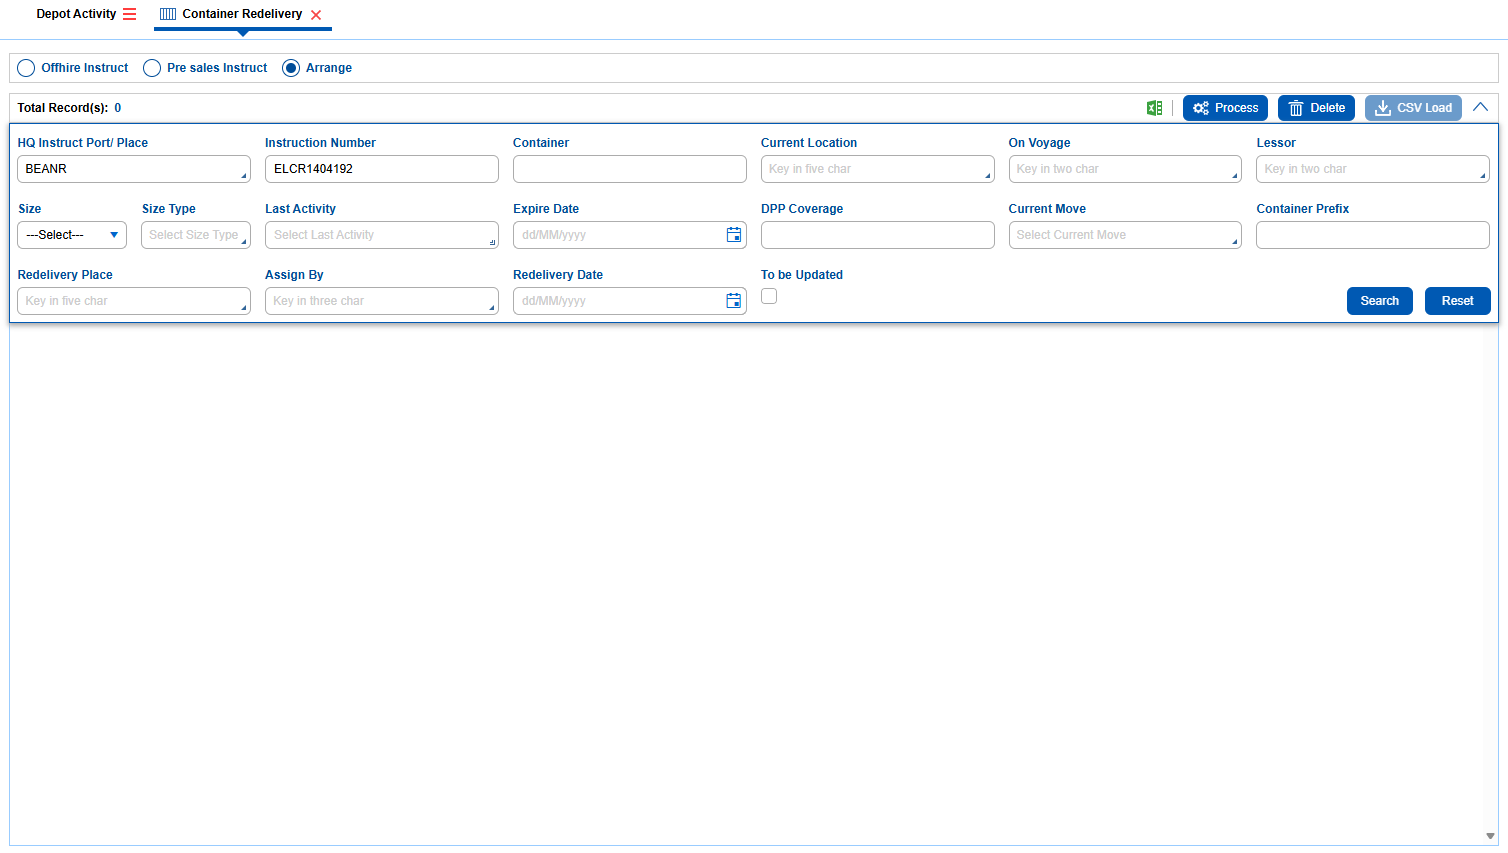 Depot Activity Container Redelivery
Offhire Instruct Pre sales Instruct Arrange
Total Record(s): 0 Process Delete CSV Load
HQ Instruct Port/ Place Instruction Number Container Current Location On Voyage Lessor
BEANR ELCR1404192 Key in five char Key in two char Key in two char
Size Size Type Last Activity Expire Date DPP Coverage Current Move Container Prefix
---Select--- Select Size Type Select Last Activity dd/MM/yyyy Select Current Move
Redelivery Place Assign By Redelivery Date To be Updated
Key in five char Key in three char dd/MM/yyyy Search Reset